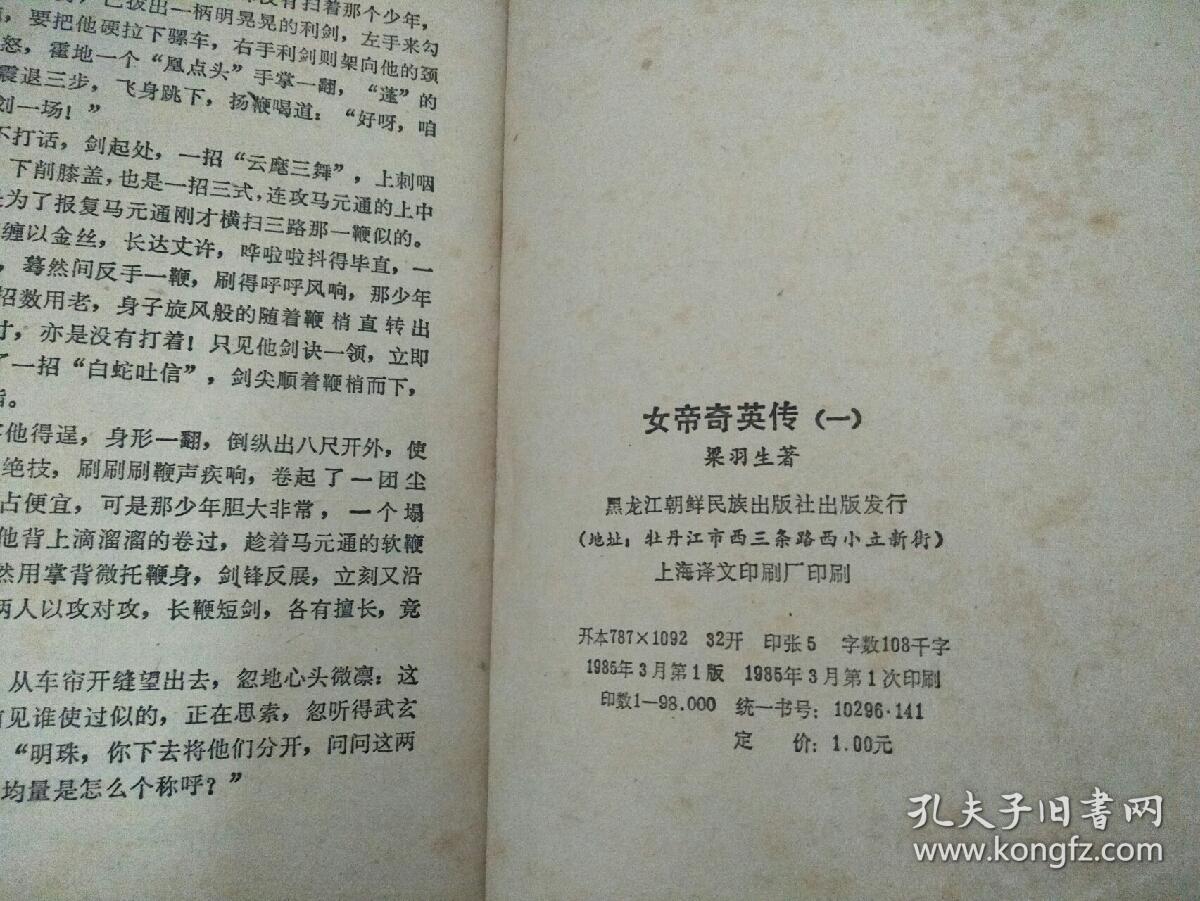 没有扫着那个少年，
已拔出一柄明晃晃的利剑，左手来勾
要把他硬拉下骡车，右手利剑则架向他的颈
怒，霍地一个“凤点头”手掌一翻，“蓬”的
震退三步，飞身跳下，扬鞭喝道：“好呀，咱
划一场！”
不打话，剑起处，一招“云麾三舞”，上刺咽
下削膝盖，也是一招三式，连攻马元通的上中
为了报复马元通刚才横扫三路那一鞭似的。
缠以金丝，长达丈许，哗啦啦抖得毕直，一
，蓦然间反手一鞭，刷得呼呼风响，那少年
招数用老，身子旋风般的随着鞭梢直转出
寸，亦是没有打着！只见他剑诀一领，立即
了一招“白蛇吐信”，剑尖顺着鞭梢而下，
指。
他得逞，身形一翻，倒纵出八尺开外，使
绝技，刷刷刷鞭声疾响，卷起了一团尘
占便宜，可是那少年胆大非常，一个塌
他背上滴溜溜的卷过，趁着马元通的软鞭
然用掌背微托鞭身，剑锋反展，立刻又沿
两人以攻对攻，长鞭短剑，各有擅长，竟
从车帘开缝望出去，忽地心头微凛：这
见谁使过似的，正在思索，忽听得武玄
“明珠，你下去将他们分开，问问这两
均量是怎么个称呼？”
女帝奇英传（一）
梁羽生著
黑龙江朝鲜民族出版社出版发行
（地址：牡丹江市西三条路西小立新街）
上海译文印刷厂印刷
开本787×1092 32开 印张5 字数108千字
1985年3月第1版 1985年3月第1次印刷
印数1—98,000 统一书号：10296·141
定 价：1.00元
孔夫子旧书网
www.kongfz.com